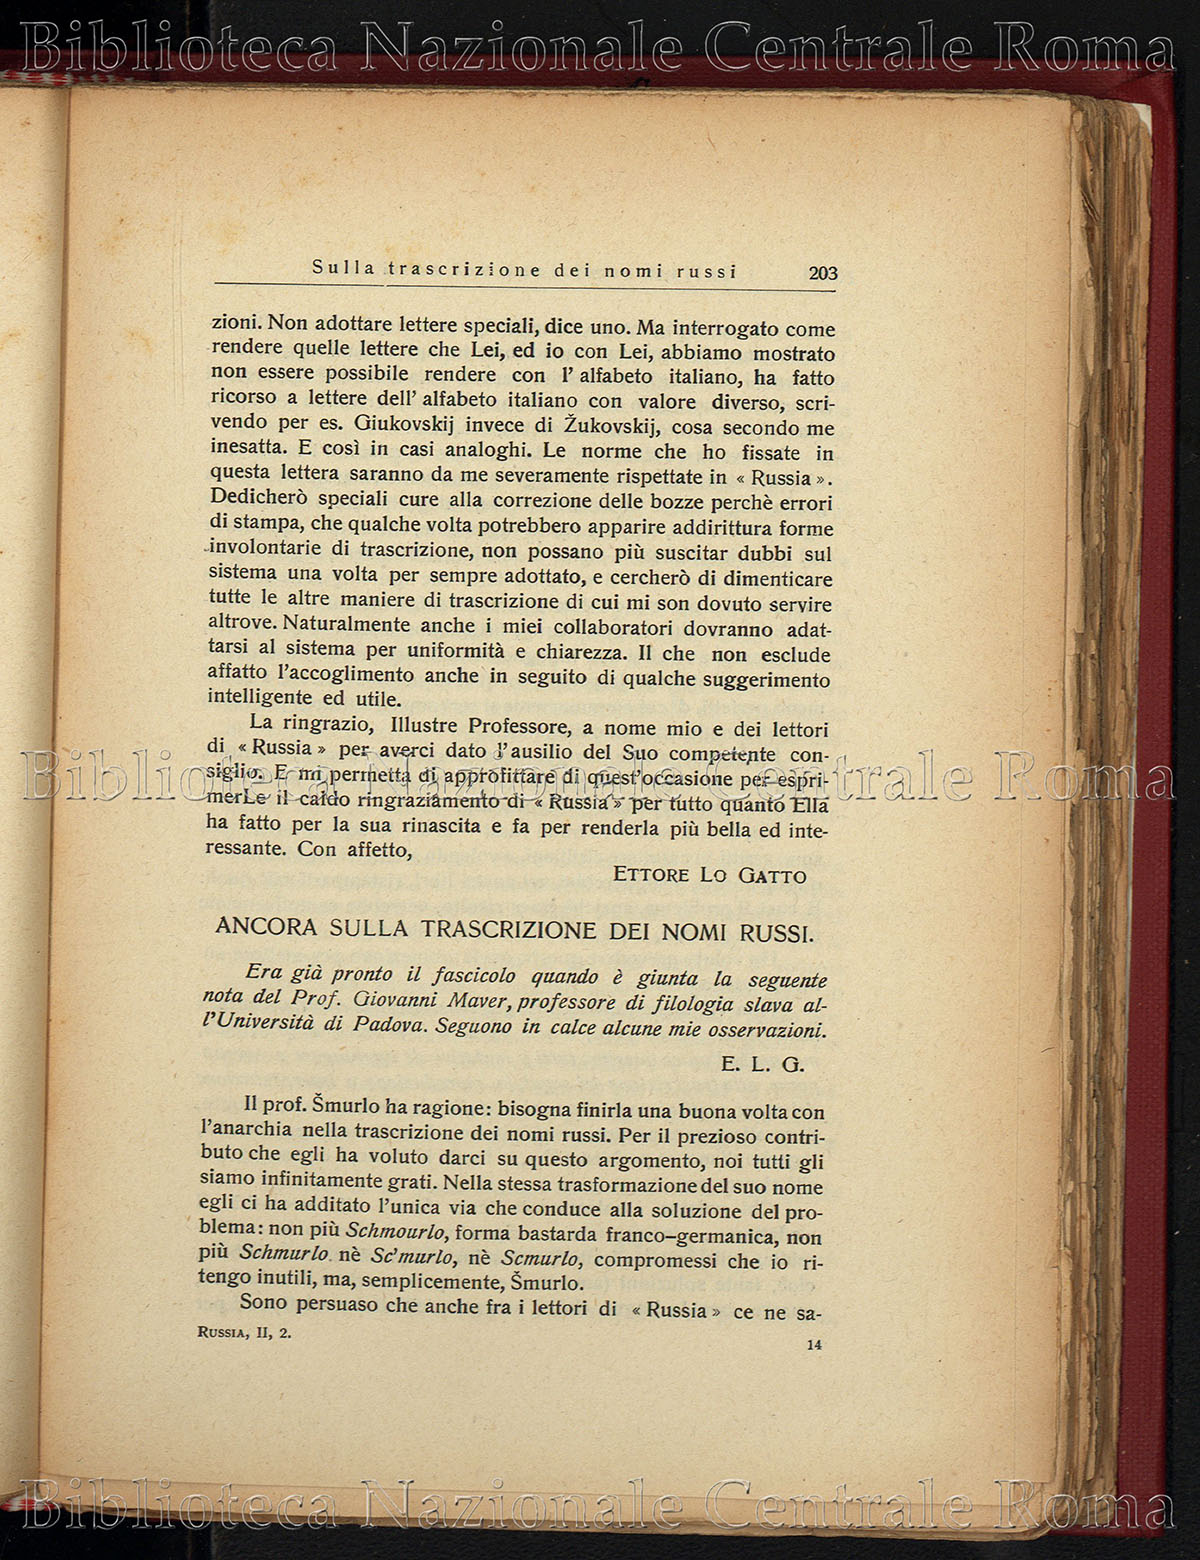 Biblioteca Nazionale Centrale Roma
Sulla trascrizione dei nomi russi 203
zioni. Non adottare lettere speciali, dice uno. Ma interrogato come
rendere quelle lettere che Lei, ed io con Lei, abbiamo mostrato
non essere possibile rendere con l' alfabeto italiano, ha fatto
ricorso a lettere dell' alfabeto italiano con valore diverso, scri-
vendo per es. Giukovskij invece di Žukovskij, cosa secondo me
inesatta. E così in casi analoghi. Le norme che ho fissate in
questa lettera saranno da me severamente rispettate in « Russia ».
Dedicherò speciali cure alla correzione delle bozze perchè errori
di stampa, che qualche volta potrebbero apparire addirittura forme
involontarie di trascrizione, non possano più suscitar dubbi sul
sistema una volta per sempre adottato, e cercherò di dimenticare
tutte le altre maniere di trascrizione di cui mi son dovuto servire
altrove. Naturalmente anche i miei collaboratori dovranno adat-
tarsi al sistema per uniformità e chiarezza. Il che non esclude
affatto l'accoglimento anche in seguito di qualche suggerimento
intelligente ed utile.
La ringrazio, Illustre Professore, a nome mio e dei lettori
di « Russia » per averci dato l'ausilio del Suo competente con-
siglio. E mi permetta di approfittare di quest'occasione per espri-
merLe il caldo ringraziamento di « Russia » per tutto quanto Ella
Biblioteca Nazionale Centrale Roma
ha fatto per la sua rinascita e fa per renderla più bella ed inte-
ressante. Con affetto,
ETTORE LO GATTO
ANCORA SULLA TRASCRIZIONE DEI NOMI RUSSI.
Era già pronto il fascicolo quando è giunta la seguente
nota del Prof. Giovanni Maver, professore di filologia slava al-
l'Università di Padova. Seguono in calce alcune mie osservazioni.
E. L. G.
Il prof. Šmurlo ha ragione: bisogna finirla una buona volta con
l'anarchia nella trascrizione dei nomi russi. Per il prezioso contri-
buto che egli ha voluto darci su questo argomento, noi tutti gli
siamo infinitamente grati. Nella stessa trasformazione del suo nome
egli ci ha additato l'unica via che conduce alla soluzione del pro-
blema: non più Schmourlo, forma bastarda franco-germanica, non
più Schmurlo. nè Sc'murlo, nè Scmurlo, compromessi che io ri-
tengo inutili, ma, semplicemente, Šmurlo.
Sono persuaso che anche fra i lettori di « Russia » ce ne sa-
RUSSIA, II, 2.
14
Biblioteca Nazionale Centrale Roma